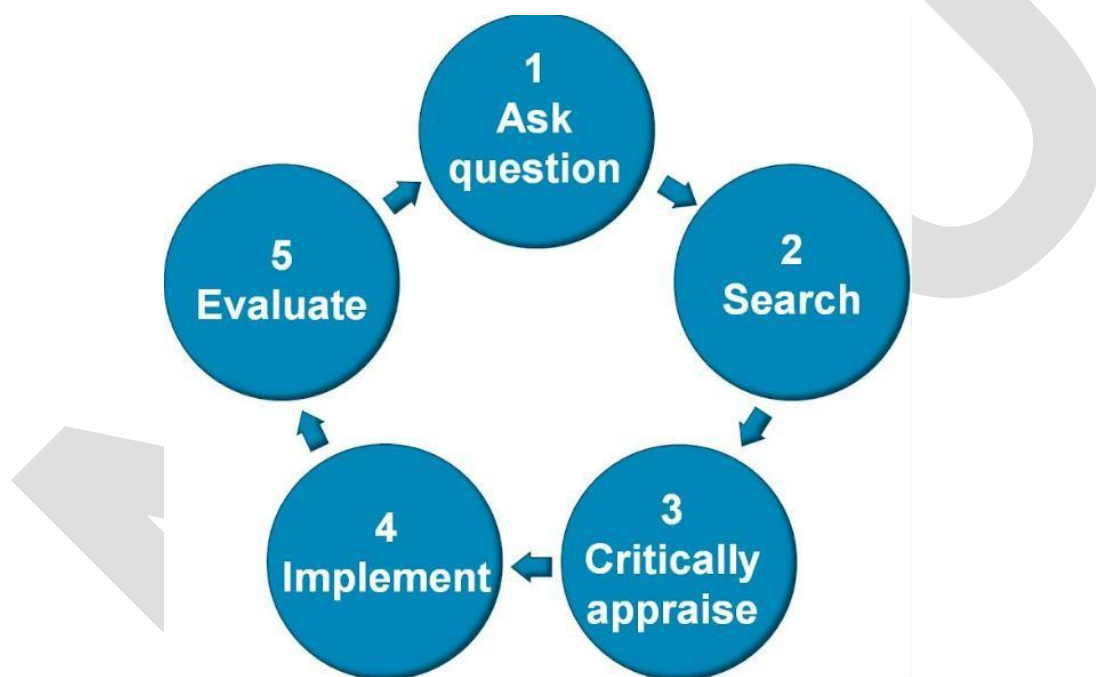 1
Ask
question
2
Search
3
Critically
appraise
4
Implement
5
Evaluate